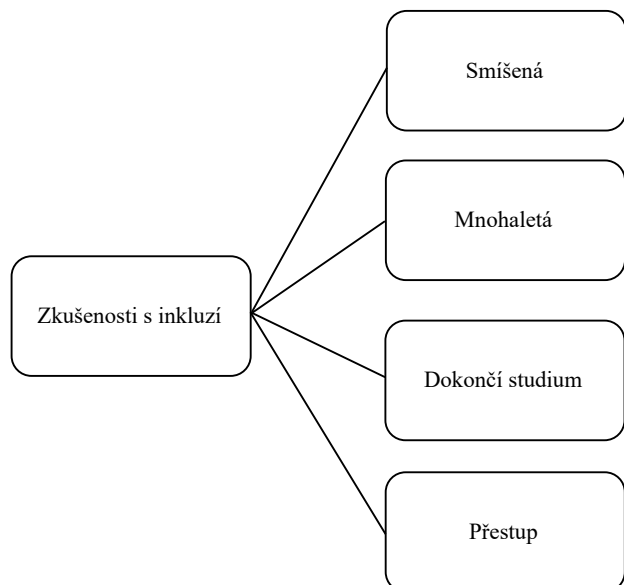 Smíšená
Mnohaletá
Zkušenosti s inkluzí
Dokončí studium
Přestup